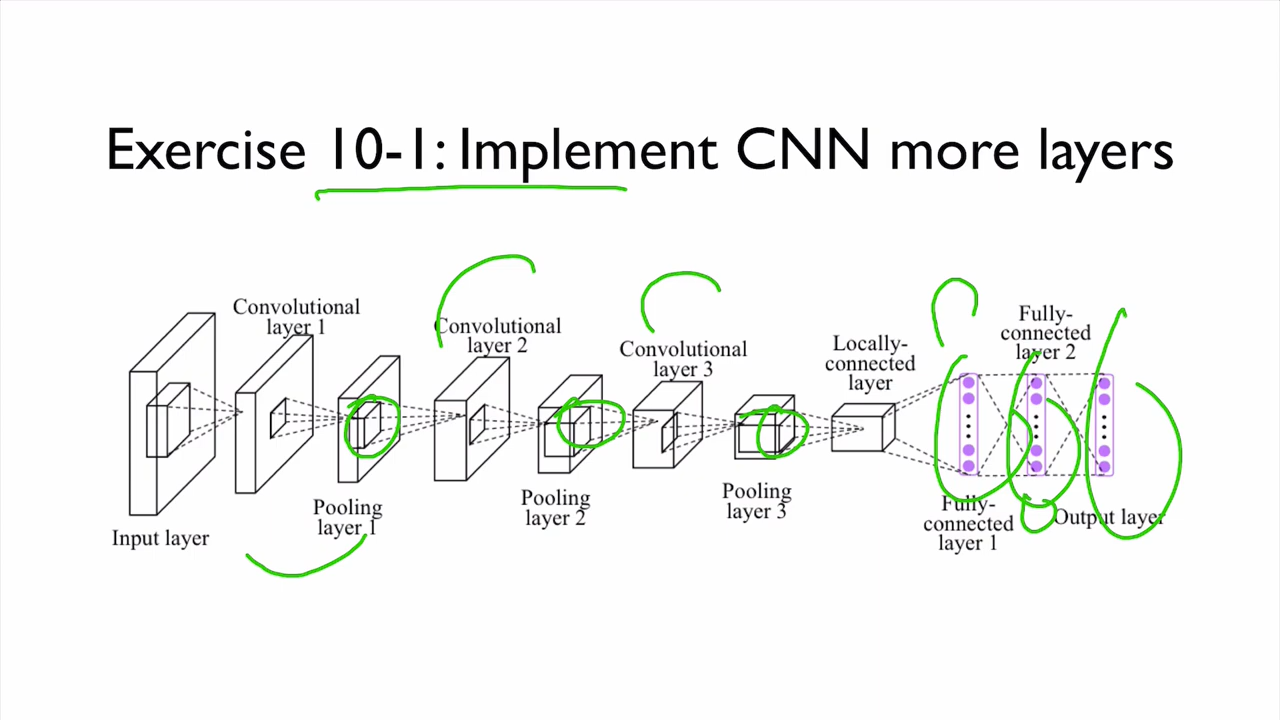 Exercise 10-1: Implement CNN more layers
Convolutional
layer 1
Convolutional
layer 2
Convolutional
layer 3
Locally-
connected
layer
Fully-
connected
layer 2
Input layer
Pooling
layer 1
Pooling
layer 2
Pooling
layer 3
Fully-
connected
layer 1
Output layer